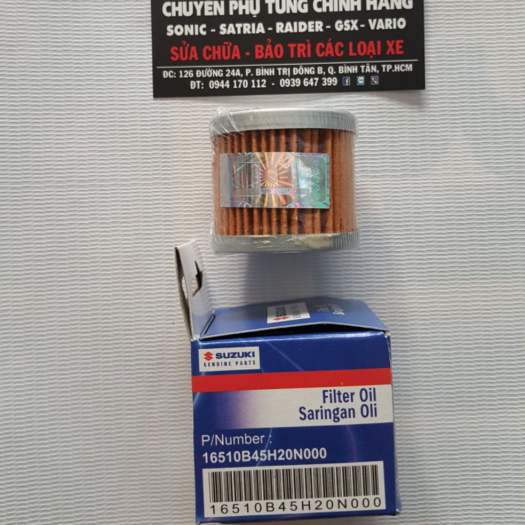 CHUYÊN PHỤ TÙNG CHÍNH HÃNG
SONIC - SATRIA - RAIDER - GSX - VARIO
SỬA CHỮA - BẢO TRÌ CÁC LOẠI XE
ĐC: 126 ĐƯỜNG 24A, P. BÌNH TRỊ ĐÔNG B, Q. BÌNH TÂN, TP.HCM
ĐT: 0944 170 112 - 0939 647 399
SUZUKI
GENUINE PARTS
Filter Oil
Saringan Oli
P/Number :
16510B45H20N000
16510B45H20N000